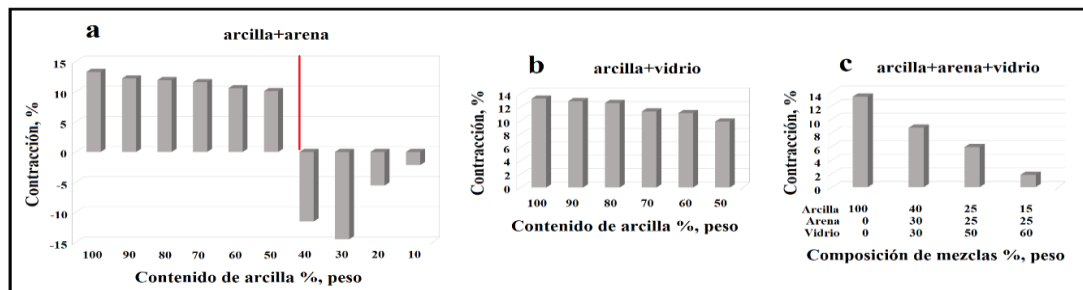 a
arcilla+arena
Contracción, %
15
10
5
0
-5
-10
-15
100 90 80 70 60 50 40 30 20 10
Contenido de arcilla %, peso
b
arcilla+vidrio
Contracción, %
14
12
10
8
6
4
2
0
100 90 80 70 60 50
Contenido de arcilla %, peso
c
arcilla+arena+vidrio
Contracción, %
14
12
10
8
6
4
2
0
Arcilla 100 40 25 15
Arena 0 30 25 25
Vidrio 0 30 50 60
Composición de mezclas %, peso